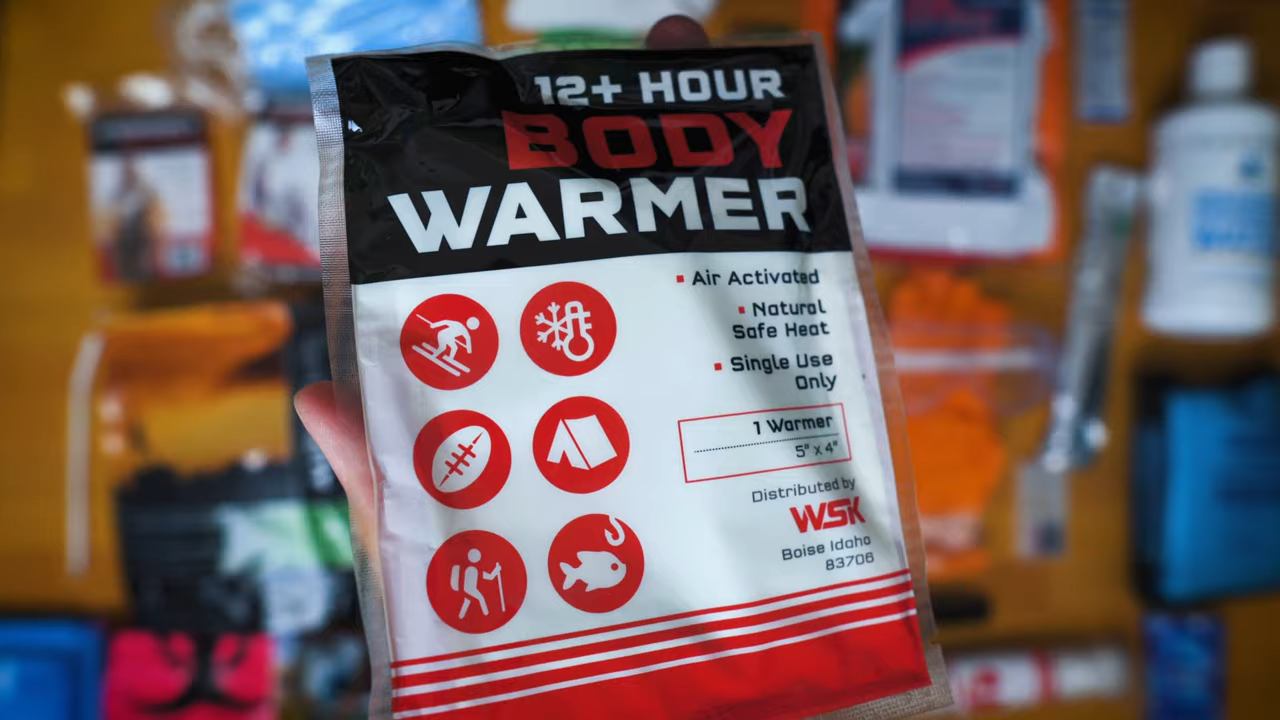 12+ HOUR
BODY
WARMER
▪ Air Activated
▪ Natural
Safe Heat
▪ Single Use
Only
1 Warmer
5" x 4"
Distributed by
WSK
Boise Idaho
83706